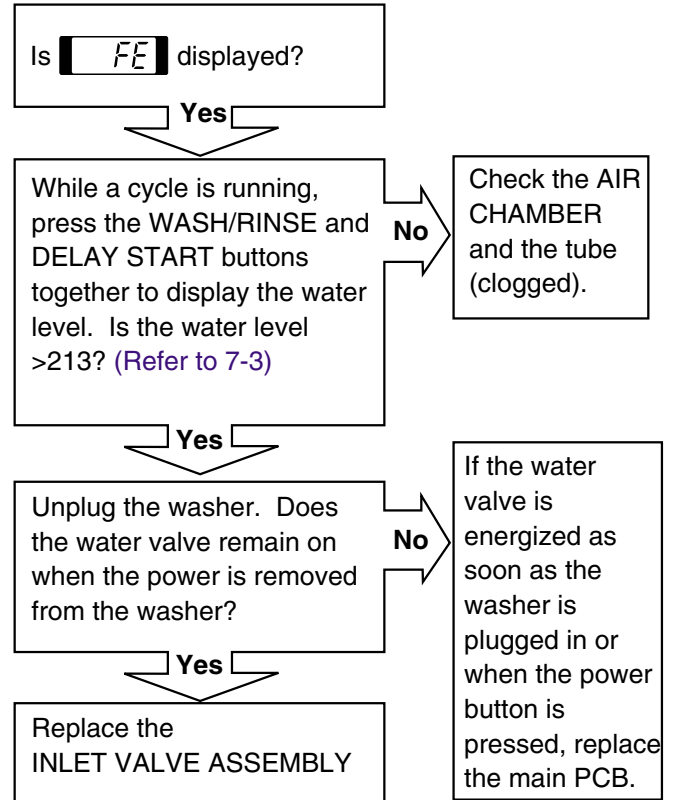 Is FE displayed?
Yes
While a cycle is running,
press the WASH/RINSE and
DELAY START buttons
together to display the water
level. Is the water level
>213? (Refer to 7-3)
No
Check the AIR
CHAMBER
and the tube
(clogged).
Yes
Unplug the washer. Does
the water valve remain on
when the power is removed
from the washer?
No
If the water
valve is
energized as
soon as the
washer is
plugged in or
when the power
button is
pressed, replace
the main PCB.
Yes
Replace the
INLET VALVE ASSEMBLY